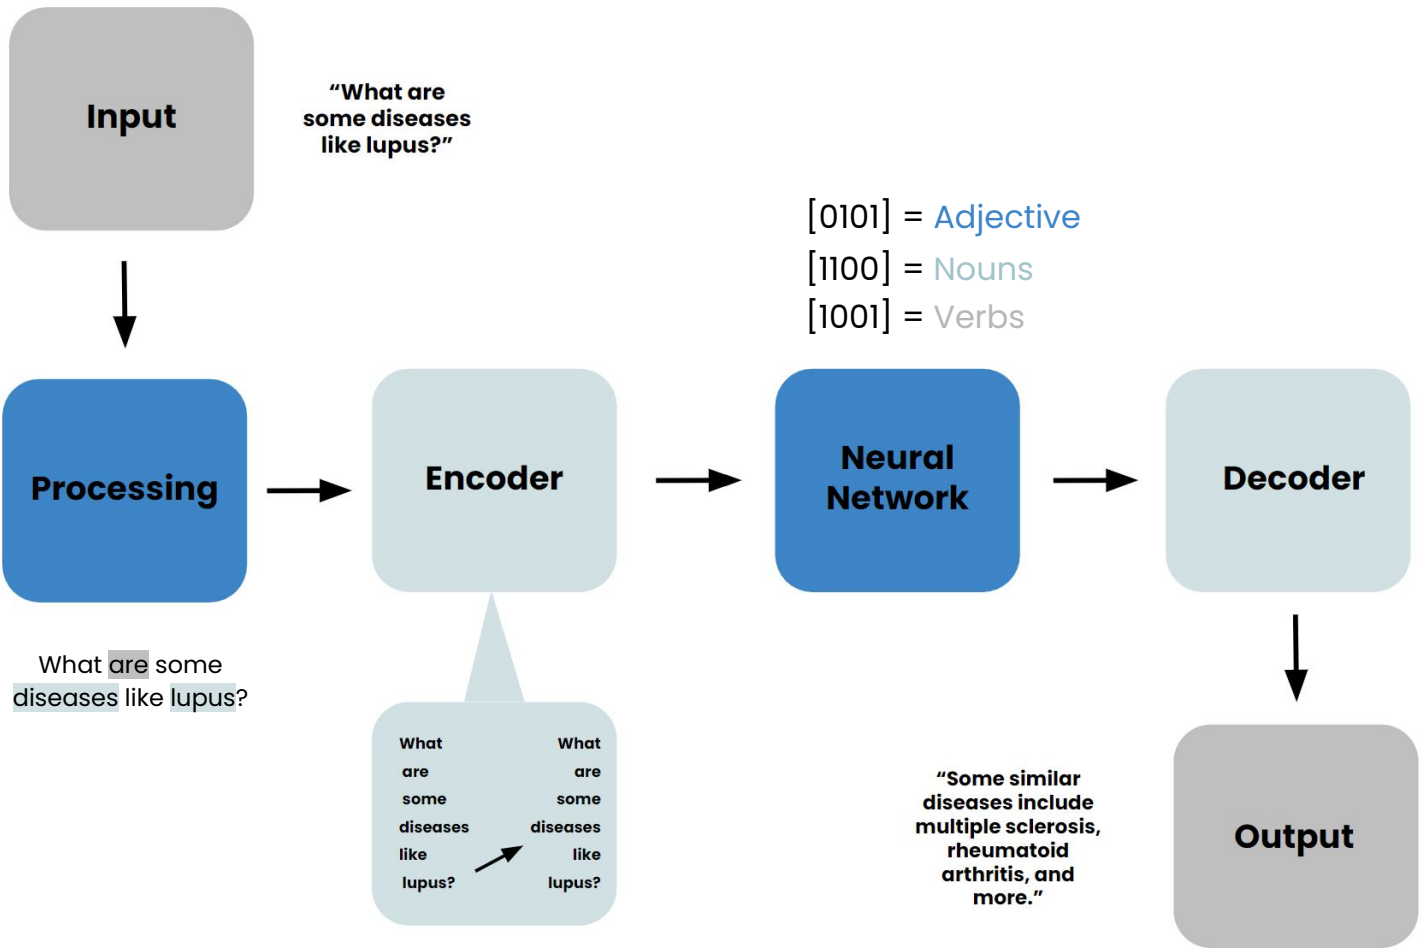 Input
“What are
some diseases
like lupus?”
[0101] = Adjective
[1100] = Nouns
[1001] = Verbs
Processing
Encoder
Neural
Network
Decoder
What are some
diseases like lupus?
What What
are are
some some
diseases diseases
like like
lupus? lupus?
“Some similar
diseases include
multiple sclerosis,
rheumatoid
arthritis, and
more.”
Output